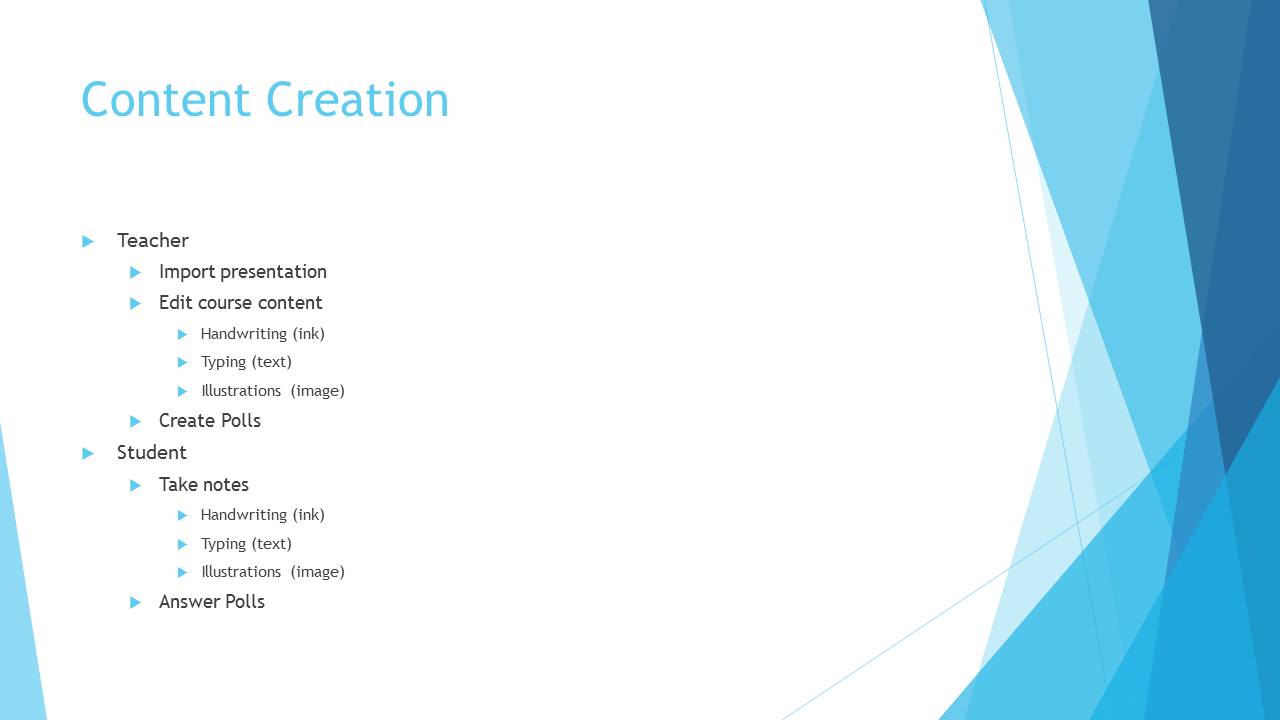 Content Creation
Teacher
Import presentation
Edit course content
Handwriting (ink)
Typing (text)
Illustrations (image)
Create Polls
Student
Take notes
Handwriting (ink)
Typing (text)
Illustrations (image)
Answer Polls